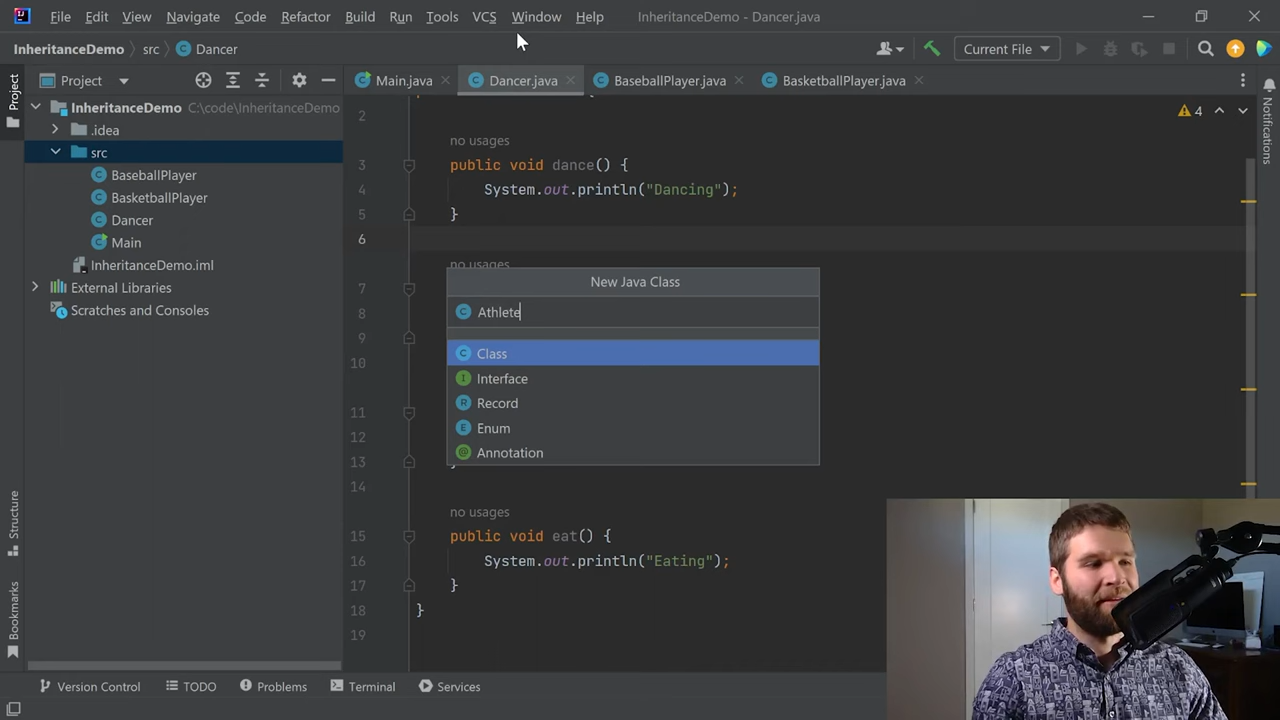 File Edit View Navigate Code Refactor Build Run Tools VCS Window Help InheritanceDemo - Dancer.java
InheritanceDemo src Dancer Current File
Project Main.java Dancer.java BaseballPlayer.java BasketballPlayer.java
Project
Notifications
InheritanceDemo C:\code\InheritanceDemo
.idea
src
BaseballPlayer
BasketballPlayer
Dancer
Main
InheritanceDemo.iml
External Libraries
Scratches and Consoles
4
2
no usages
3 public void dance() {
4 System.out.println("Dancing");
5 }
6
no usages
7
8
9
10
11
12
13
14
New Java Class
Athlete
Class
Interface
Record
Enum
Annotation
no usages
15 public void eat() {
16 System.out.println("Eating");
17 }
18 }
19
Structure
Bookmarks
Version Control TODO Problems Terminal Services